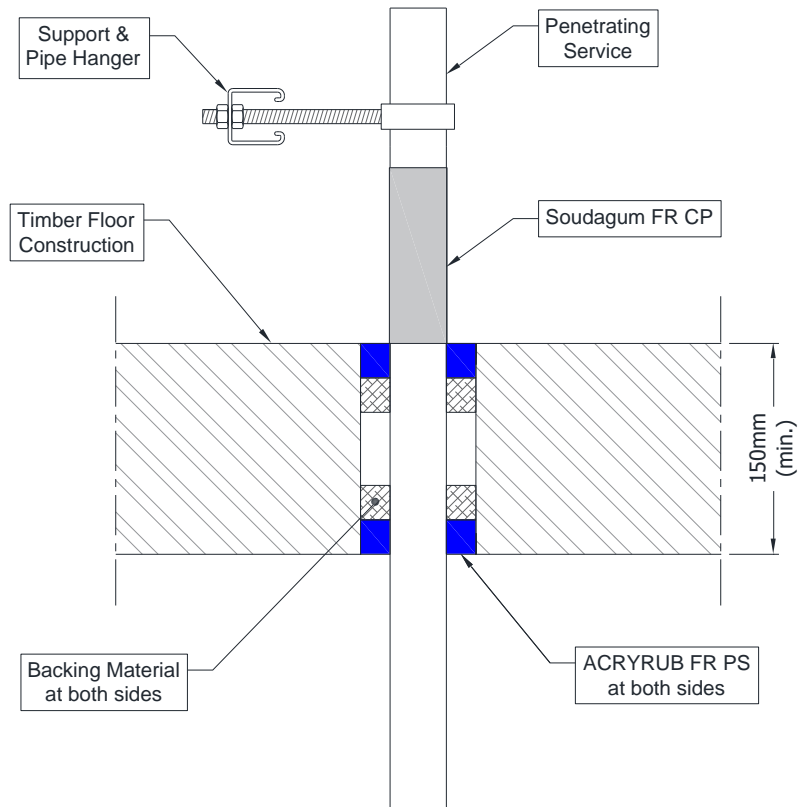 Support &
Pipe Hanger
Penetrating
Service
Timber Floor
Construction
Soudagum FR CP
150mm
(min.)
Backing Material
at both sides
ACRYRUB FR PS
at both sides